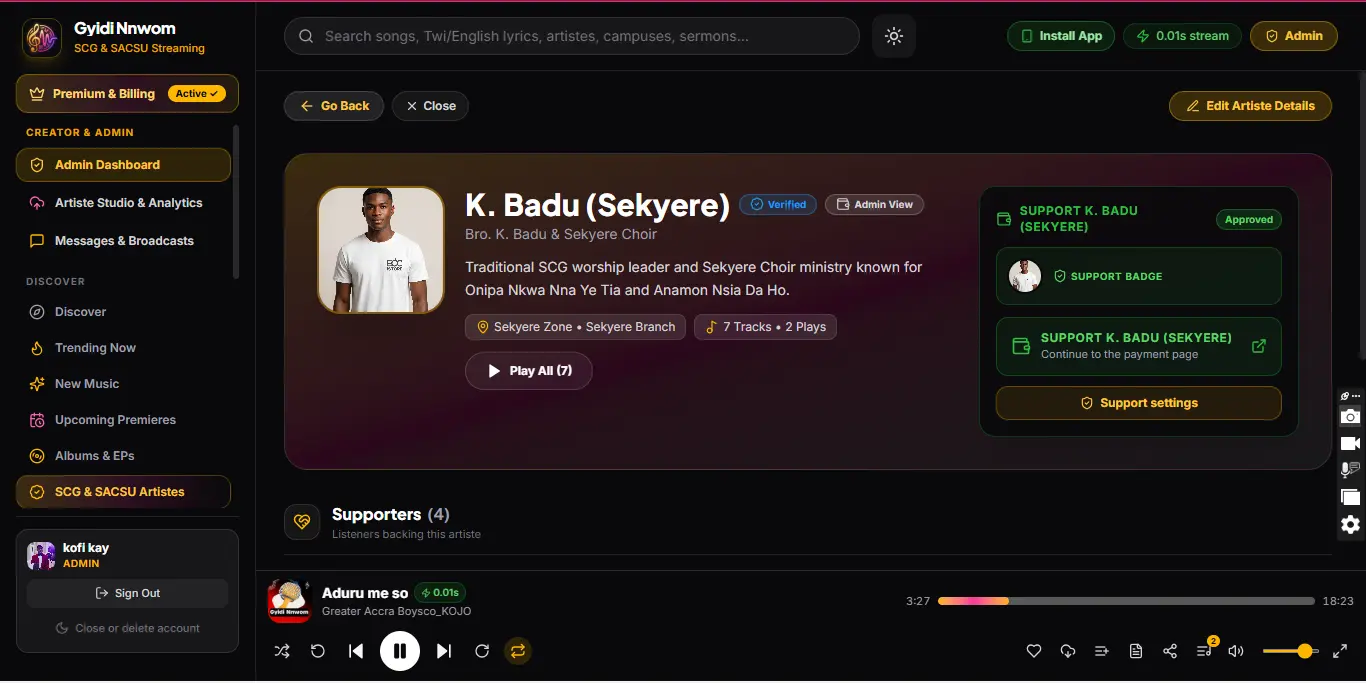 Gyidi Nnwom
SCG & SACSU Streaming
Search songs, Twi/English lyrics, artistes, campuses, sermons...
Install App
0.01s stream
Admin
Premium & Billing
Active ✓
CREATOR & ADMIN
Admin Dashboard
Artiste Studio & Analytics
Messages & Broadcasts
DISCOVER
Discover
Trending Now
New Music
Upcoming Premieres
Albums & EPs
SCG & SACSU Artistes
kofi kay
ADMIN
Sign Out
Close or delete account
Go Back
Close
Edit Artiste Details
K. Badu (Sekyere)
Verified
Admin View
Bro. K. Badu & Sekyere Choir
Traditional SCG worship leader and Sekyere Choir ministry known for
Onipa Nkwa Nna Ye Tia and Anamon Nsia Da Ho.
Sekyere Zone • Sekyere Branch
7 Tracks • 2 Plays
Play All (7)
SUPPORT K. BADU
(SEKYERE)
Approved
SUPPORT BADGE
SUPPORT K. BADU (SEKYERE)
Continue to the payment page
Support settings
Supporters (4)
Listeners backing this artiste
Gyidi Nnwom
Aduru me so
0.01s
Greater Accra Boysco_KOJO
3:27
18:23
2